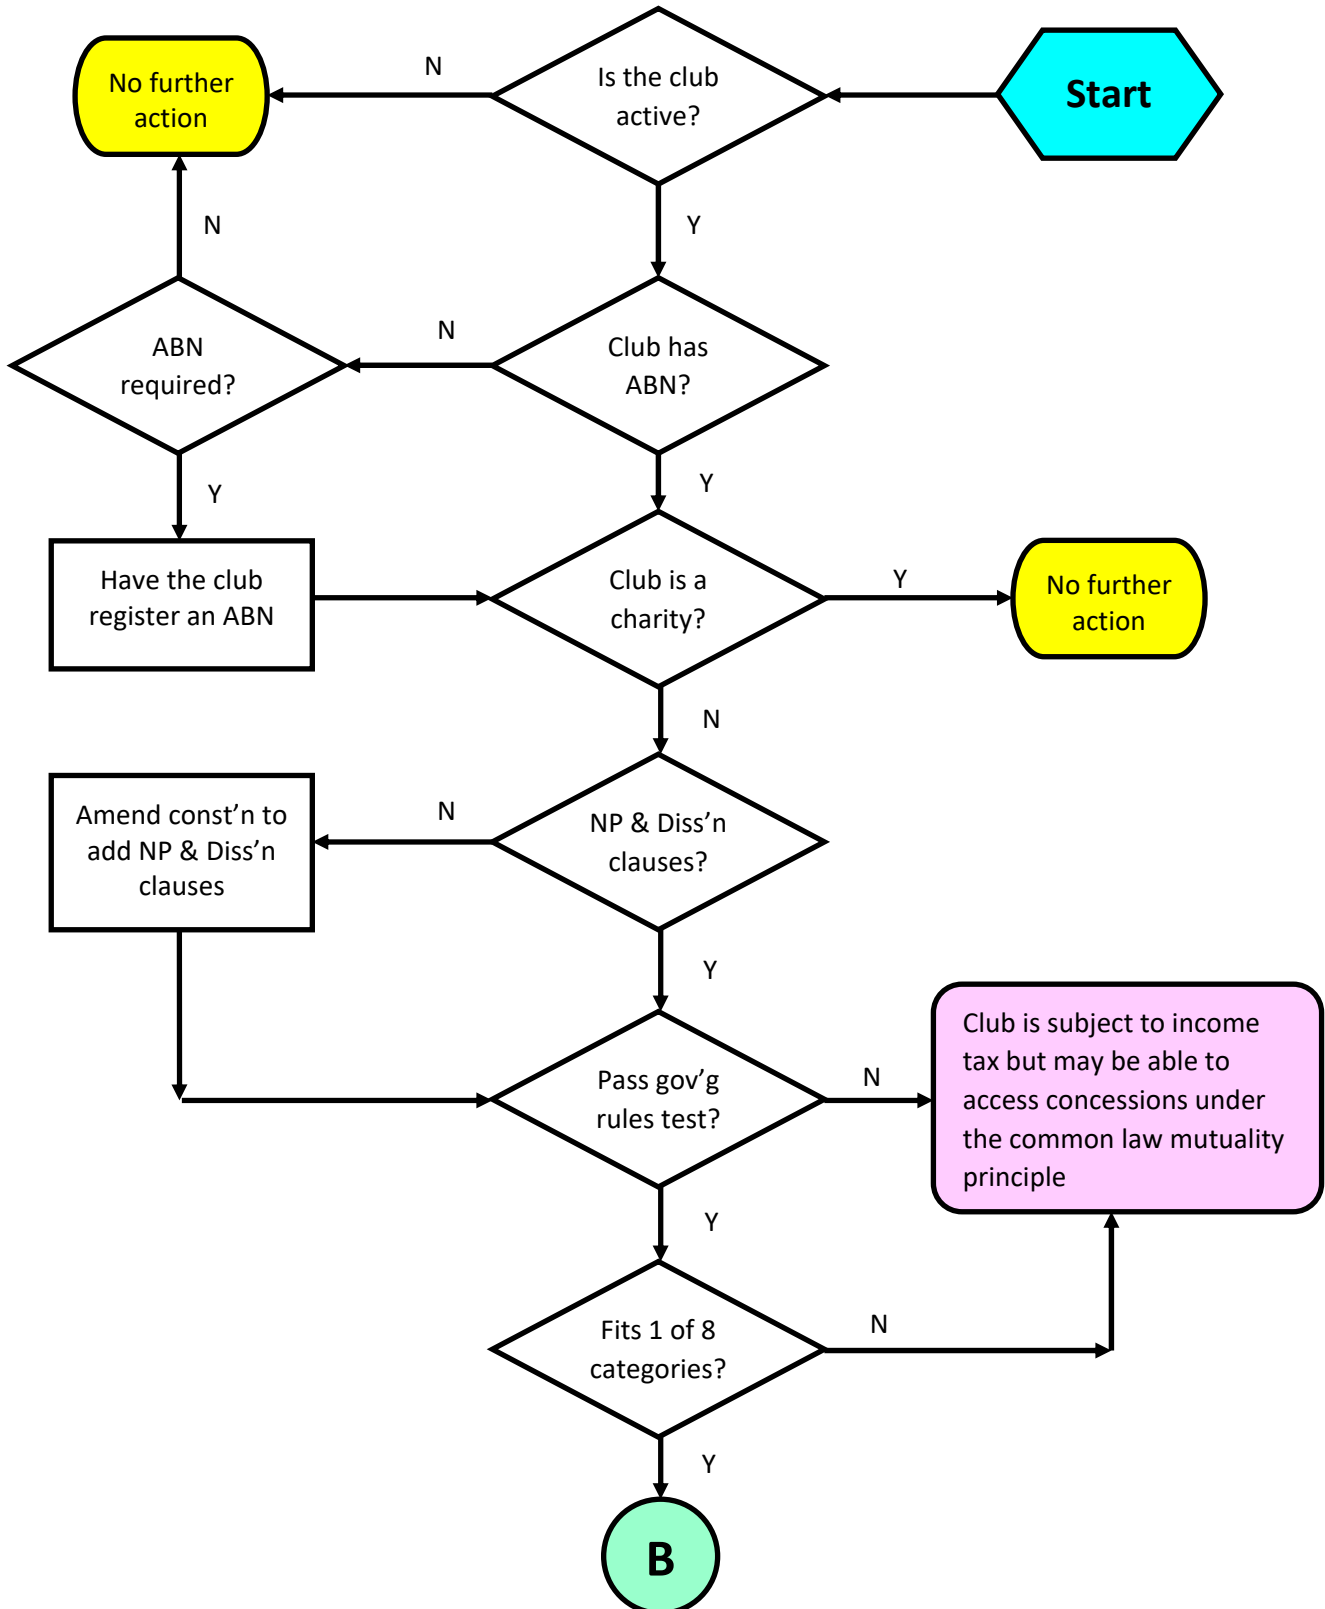 No further
action
N
Is the club
active?
Start
N
Y
ABN
required?
N
Club has
ABN?
Y
Y
Have the club
register an ABN
Club is a
charity?
Y
No further
action
N
Amend const’n to
add NP & Diss’n
clauses
N
NP & Diss’n
clauses?
Y
Pass gov’g
rules test?
N
Club is subject to income
tax but may be able to
access concessions under
the common law mutuality
principle
Y
Fits 1 of 8
categories?
N
Y
B